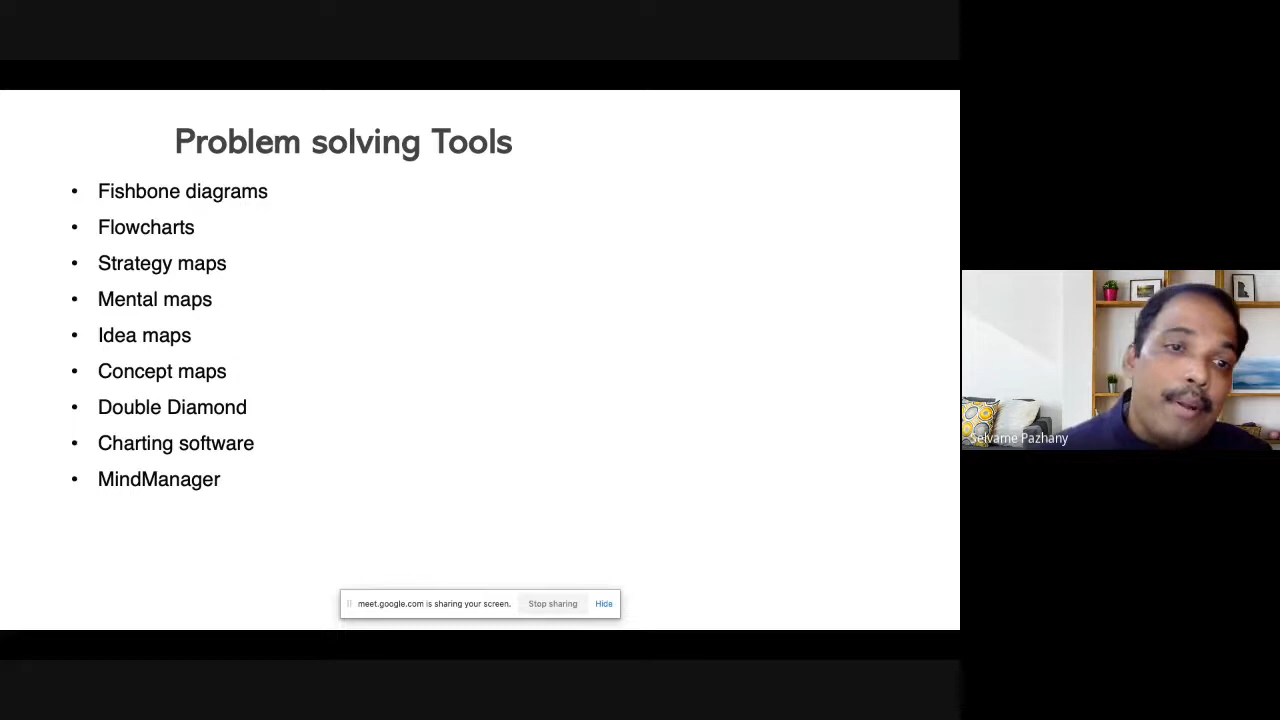 Problem solving Tools
• Fishbone diagrams
• Flowcharts
• Strategy maps
• Mental maps
• Idea maps
• Concept maps
• Double Diamond
• Charting software
• MindManager
meet.google.com is sharing your screen. Stop sharing Hide
Selvame Pazhany